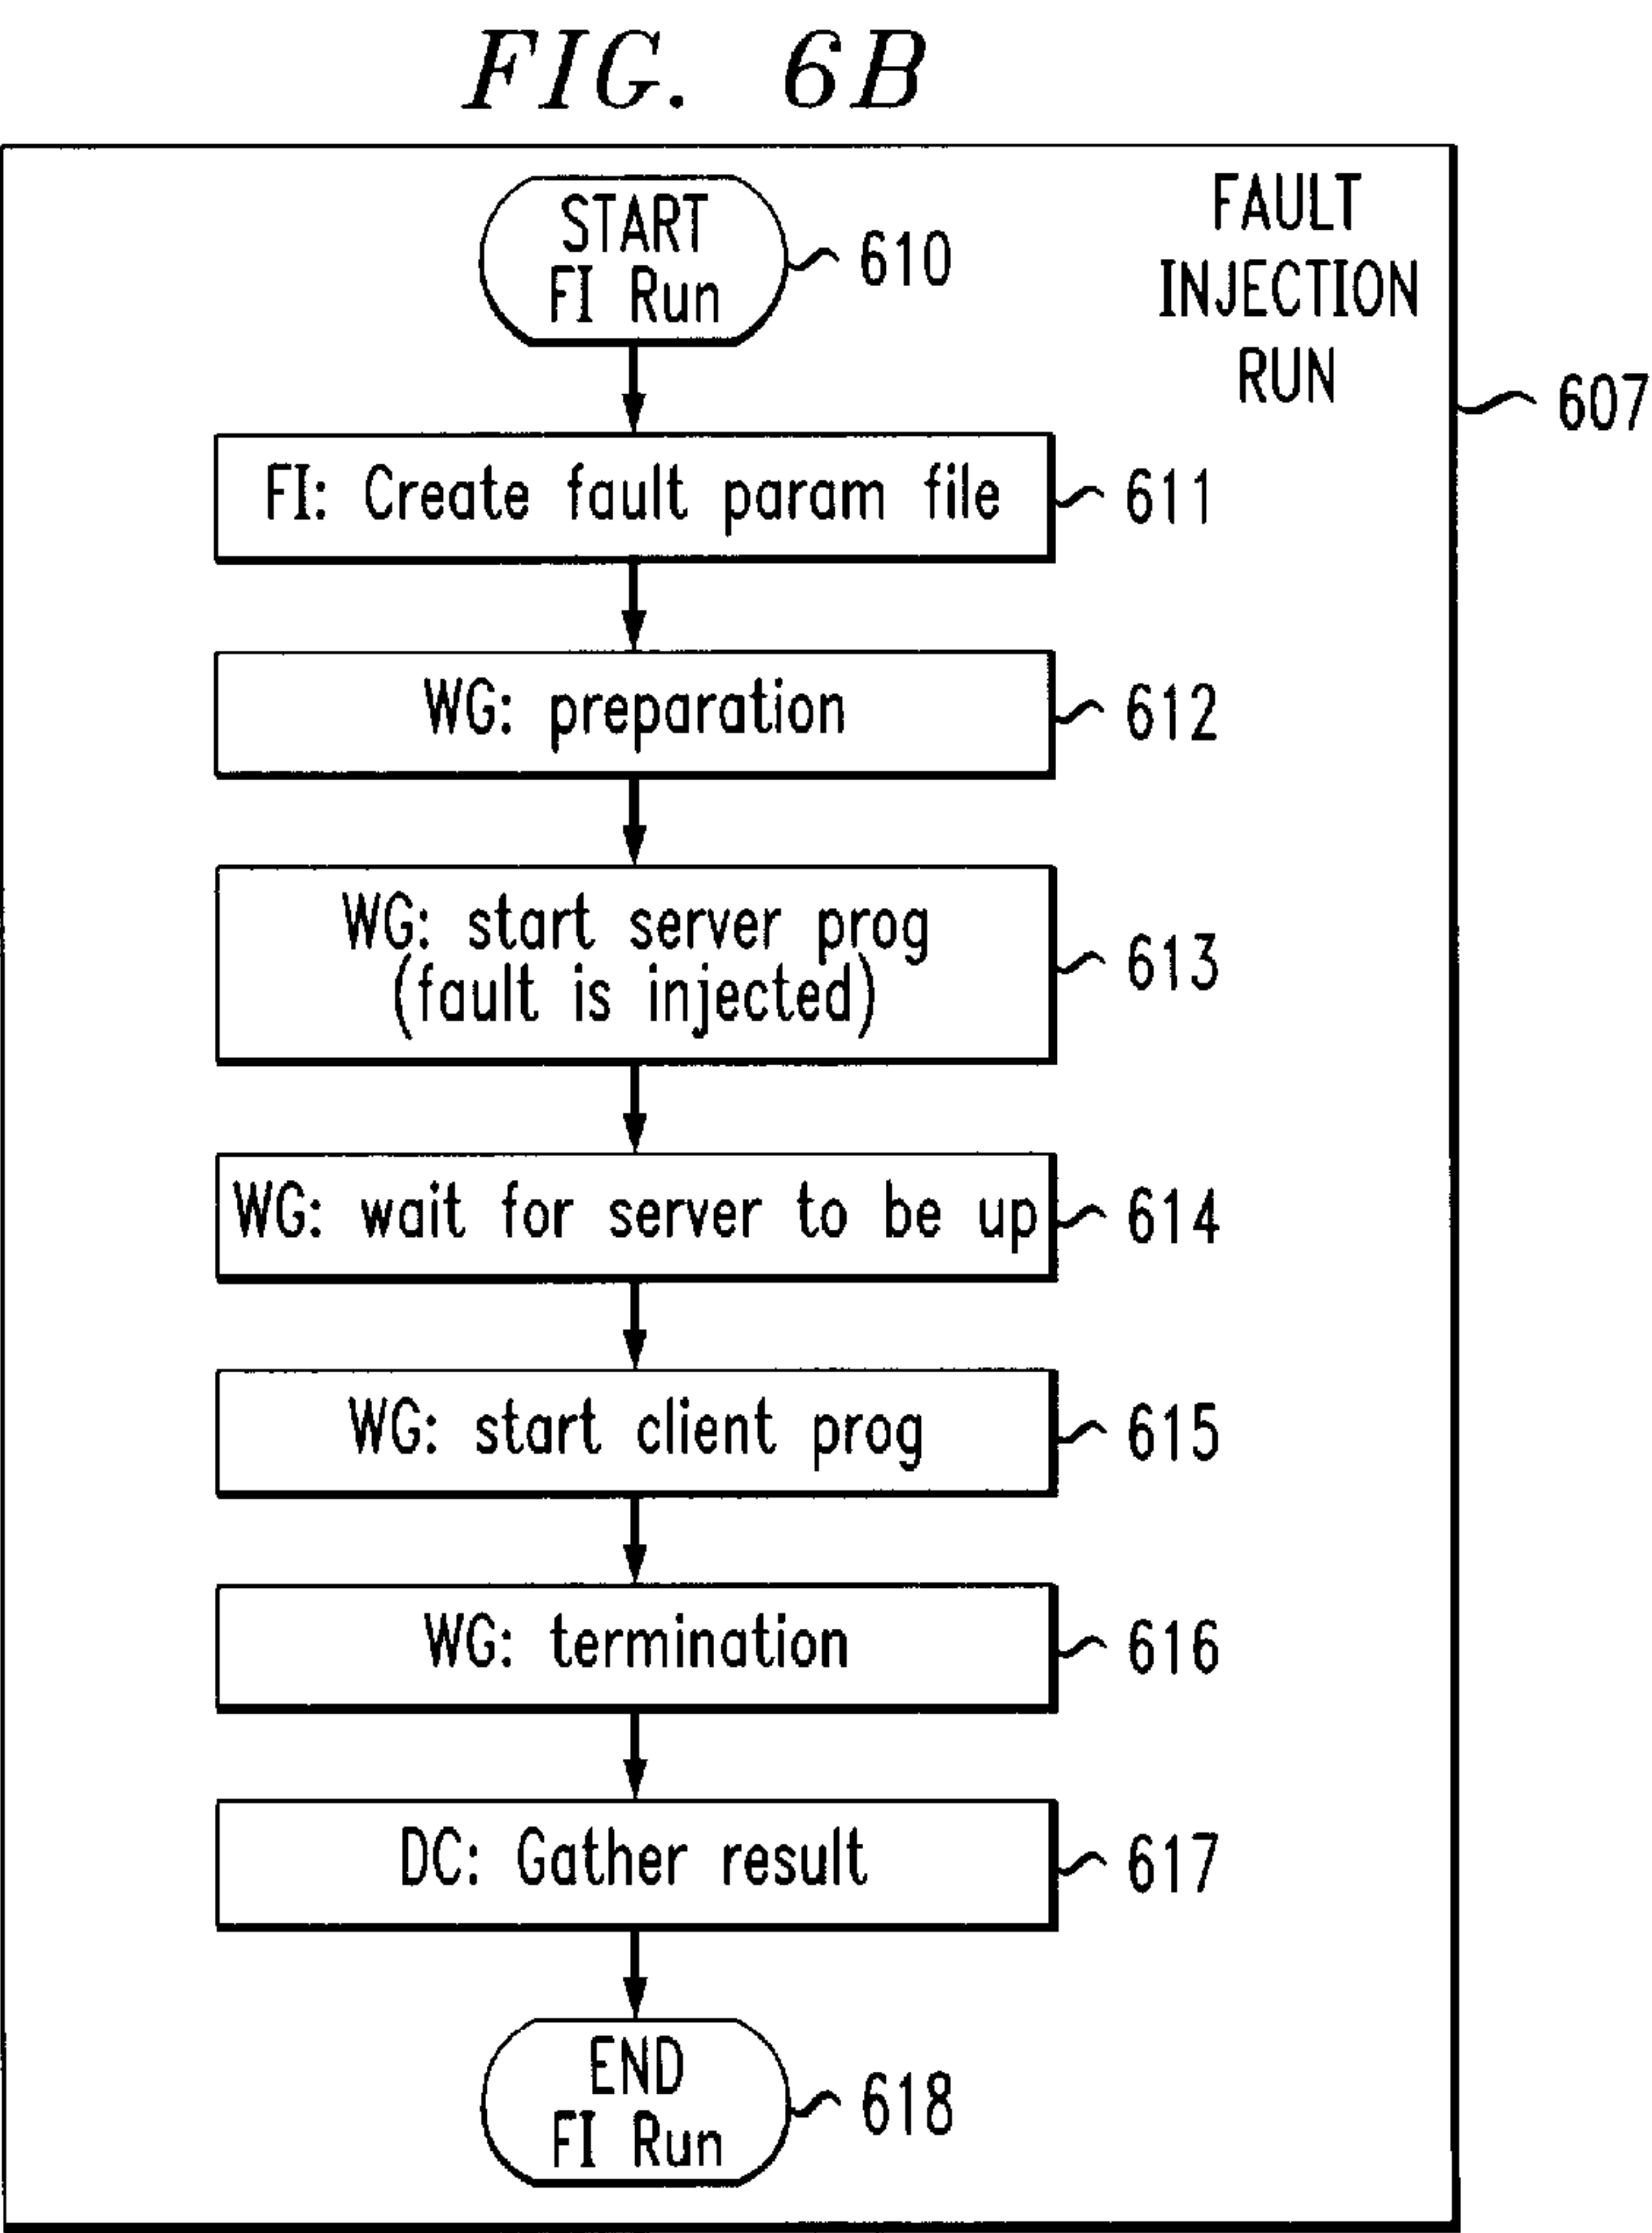 FIG. 6B
START
FI Run
610
FAULT
INJECTION
RUN
607
FI: Create fault param file
611
WG: preparation
612
WG: start server prog
(fault is injected)
613
WG: wait for server to be up
614
WG: start client prog
615
WG: termination
616
DC: Gather result
617
END
FI Run
618